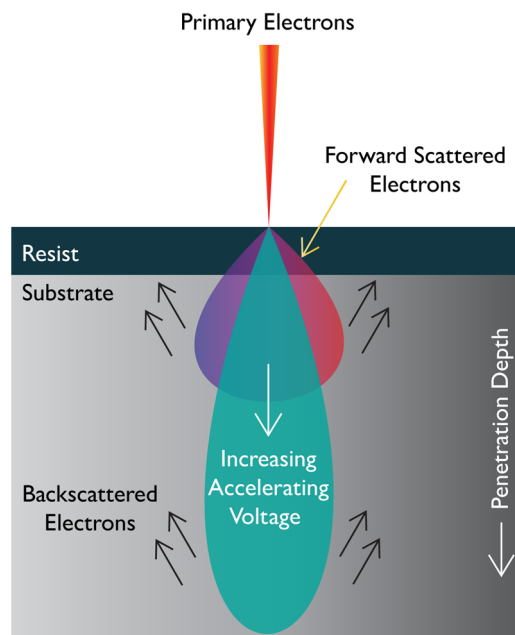 Primary Electrons
Forward Scattered
Electrons
Resist
Substrate
Penetration Depth
Increasing
Accelerating
Voltage
Backscattered
Electrons